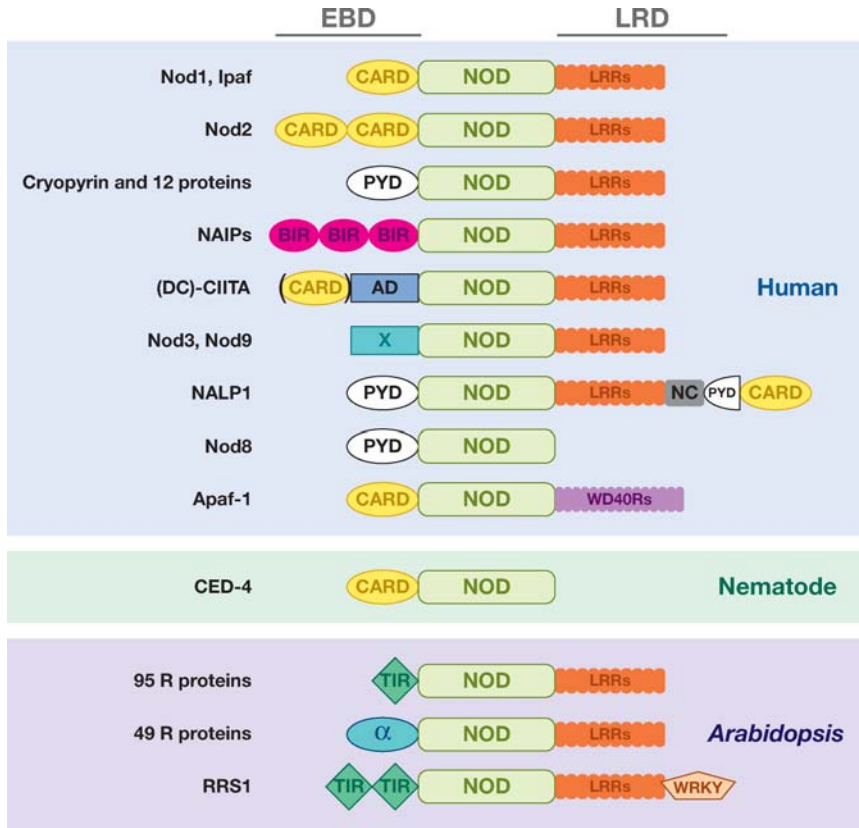 EBD LRD
Nod1, Ipaf CARD NOD LRRs
Nod2 CARD CARD NOD LRRs
Cryopyrin and 12 proteins PYD NOD LRRs
NAIPs BIR BIR BIR NOD LRRs
(DC)-CIITA (CARD) AD NOD LRRs
Human
Nod3, Nod9 X NOD LRRs
NALP1 PYD NOD LRRs NC PYD CARD
Nod8 PYD NOD
Apaf-1 CARD NOD WD40Rs
CED-4 CARD NOD Nematode
95 R proteins TIR NOD LRRs
49 R proteins α NOD LRRs Arabidopsis
RRS1 TIR TIR NOD LRRs WRKY